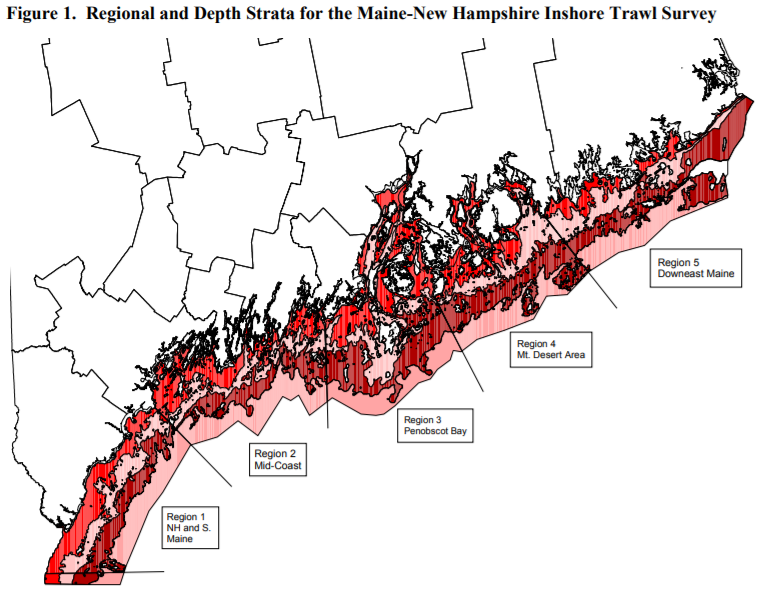 Figure 1.  Regional and Depth Strata for the Maine-New Hampshire Inshore Trawl Survey
Region 5
Downeast Maine
Region 4
Mt. Desert Area
Region 3
Penobscot Bay
Region 2
Mid-Coast
Region 1
NH and S.
Maine